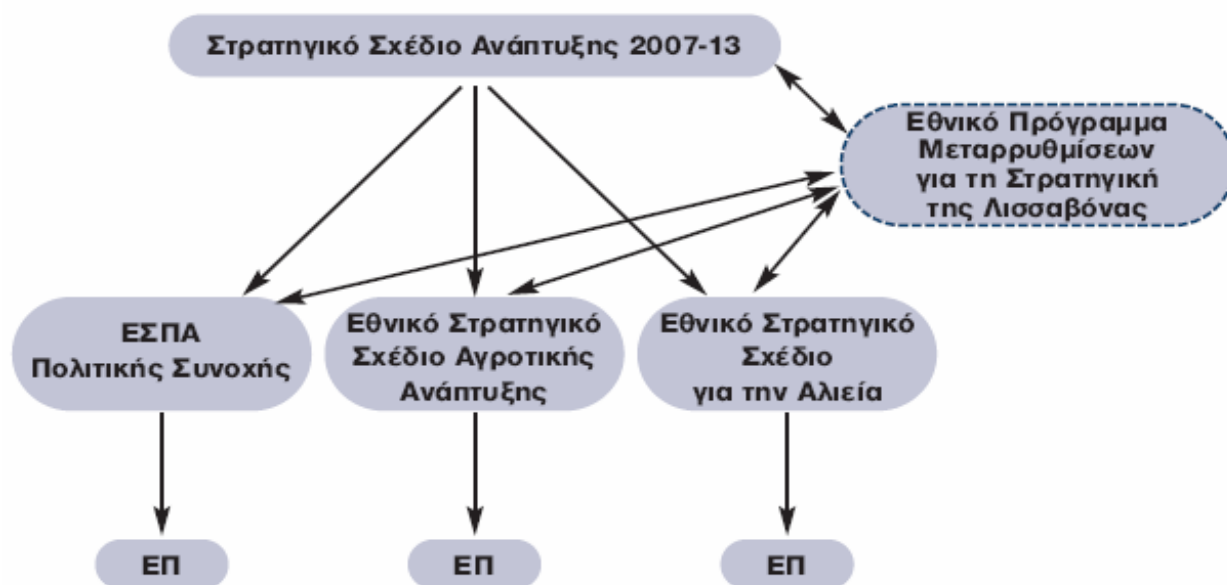 Στρατηγικό Σχέδιο Ανάπτυξης 2007-13
Εθνικό Πρόγραμμα
Μεταρρυθμίσεων
για τη Στρατηγική
της Λισσαβόνας
ΕΣΠΑ
Πολιτικής Συνοχής
Εθνικό Στρατηγικό
Σχέδιο Αγροτικής
Ανάπτυξης
Εθνικό Στρατηγικό
Σχέδιο
για την Αλιεία
ΕΠ
ΕΠ
ΕΠ